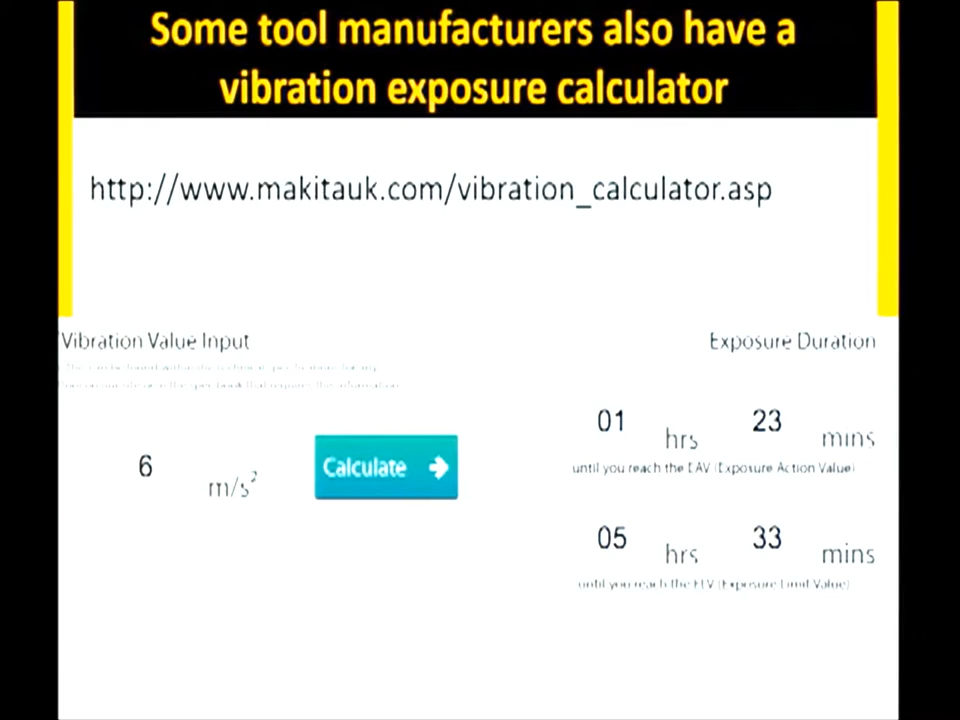 Some tool manufacturers also have a
vibration exposure calculator
http://www.makitauk.com/vibration_calculator.asp
Vibration Value Input
Exposure Duration
01 hrs 23 mins
until you reach the EAV (Exposure Action Value)
6 m/s²
Calculate
05 hrs 33 mins
until you reach the ELV (Exposure Limit Value)